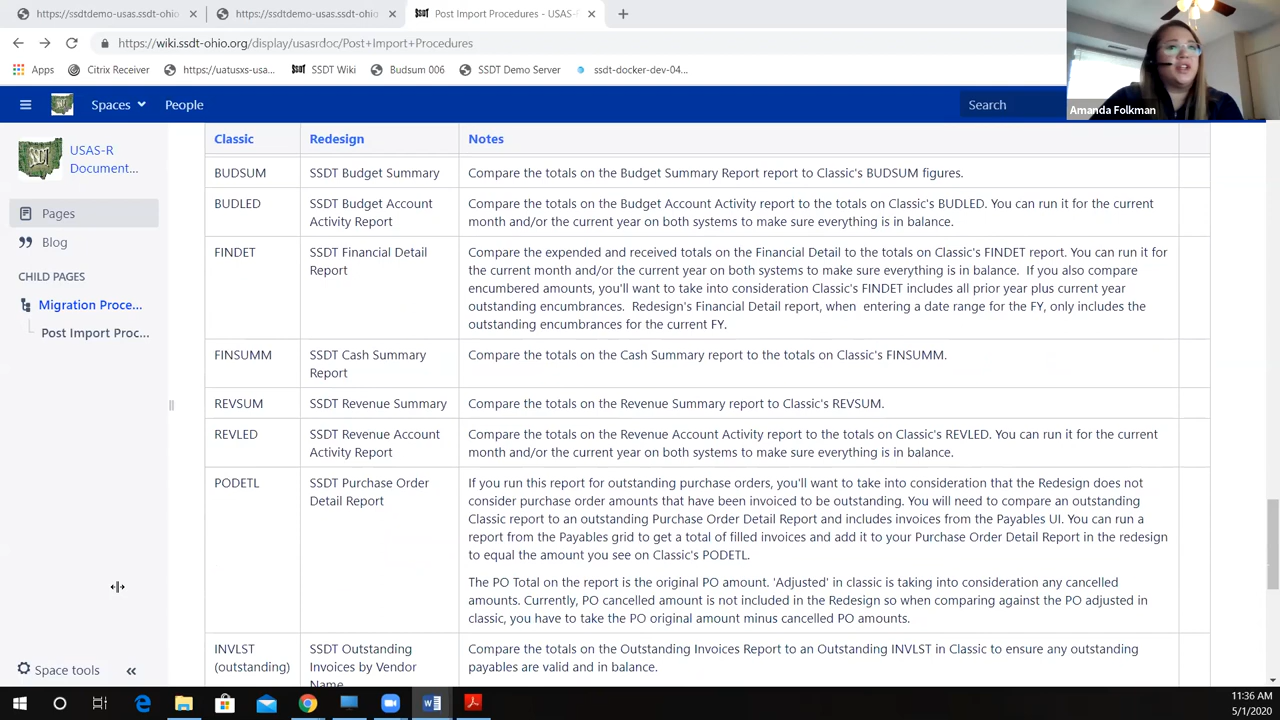 https://ssdtdemo-usas.ssdt-ohio
https://ssdtdemo-usas.ssdt-ohio
Post Import Procedures - USAS-R
https://wiki.ssdt-ohio.org/display/usasrdoc/Post+Import+Procedures
Apps
Citrix Receiver
https://uatusxs-usa...
SSDT Wiki
Budsum 006
SSDT Demo Server
ssdt-docker-dev-04...
Amanda Folkman
SSDT
Spaces
People
Search
SSDT
USAS-R
Document...
Pages
Blog
CHILD PAGES
Migration Proce...
Post Import Proc...
Space tools
Classic Redesign Notes
BUDSUM SSDT Budget Summary Compare the totals on the Budget Summary Report report to Classic's BUDSUM figures.
BUDLED SSDT Budget Account Compare the totals on the Budget Account Activity report to the totals on Classic's BUDLED. You can run it for the current
Activity Report month and/or the current year on both systems to make sure everything is in balance.
FINDET SSDT Financial Detail Compare the expended and received totals on the Financial Detail to the totals on Classic's FINDET report. You can run it for
Report the current month and/or the current year on both systems to make sure everything is in balance. If you also compare
encumbered amounts, you'll want to take into consideration Classic's FINDET includes all prior year plus current year
outstanding encumbrances. Redesign's Financial Detail report, when entering a date range for the FY, only includes the
outstanding encumbrances for the current FY.
FINSUMM SSDT Cash Summary Compare the totals on the Cash Summary report to the totals on Classic's FINSUMM.
Report
REVSUM SSDT Revenue Summary Compare the totals on the Revenue Summary report to Classic's REVSUM.
REVLED SSDT Revenue Account Compare the totals on the Revenue Account Activity report to the totals on Classic's REVLED. You can run it for the current
Activity Report month and/or the current year on both systems to make sure everything is in balance.
PODETL SSDT Purchase Order If you run this report for outstanding purchase orders, you'll want to take into consideration that the Redesign does not
Detail Report consider purchase order amounts that have been invoiced to be outstanding. You will need to compare an outstanding
Classic report to an outstanding Purchase Order Detail Report and includes invoices from the Payables UI. You can run a
report from the Payables grid to get a total of filled invoices and add it to your Purchase Order Detail Report in the redesign
to equal the amount you see on Classic's PODETL.
The PO Total on the report is the original PO amount. 'Adjusted' in classic is taking into consideration any cancelled
amounts. Currently, PO cancelled amount is not included in the Redesign so when comparing against the PO adjusted in
classic, you have to take the PO original amount minus cancelled PO amounts.
INVLST SSDT Outstanding Compare the totals on the Outstanding Invoices Report to an Outstanding INVLST in Classic to ensure any outstanding
(outstanding) Invoices by Vendor payables are valid and in balance.
Name
11:36 AM
5/1/2020